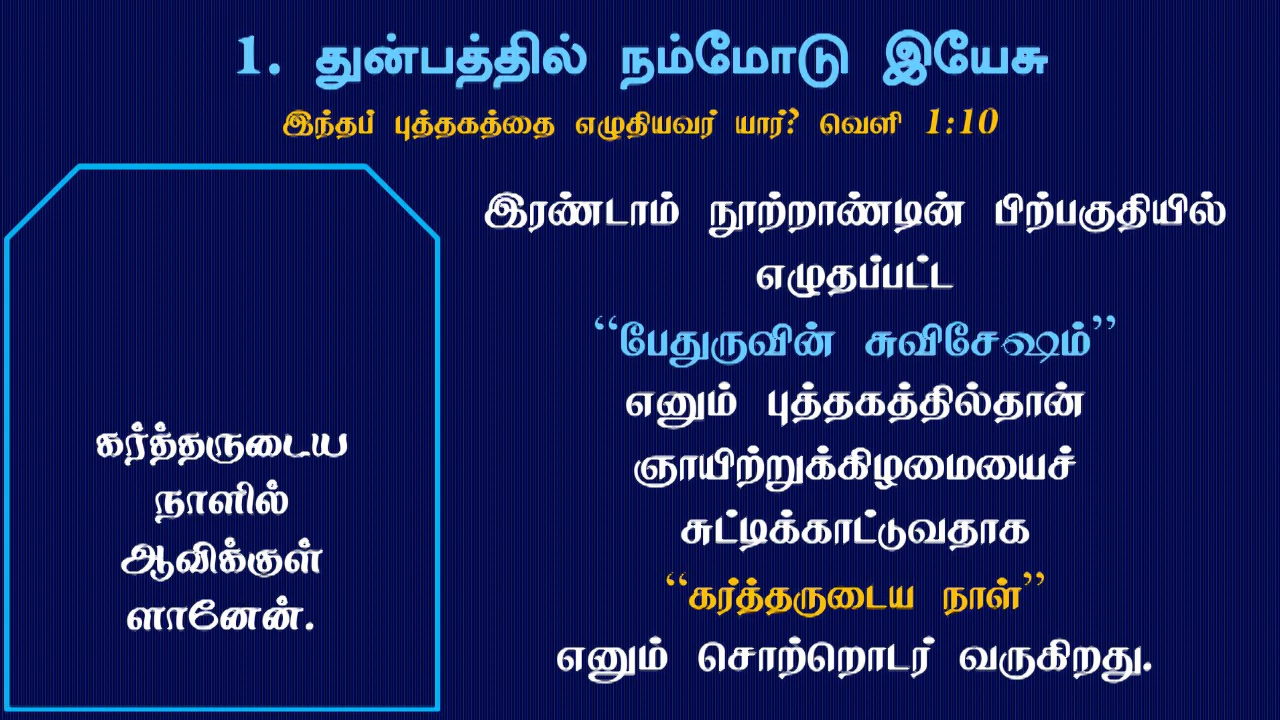 1. துன்பத்தில் நம்மோடு இயேசு
இந்தப் புத்தகத்தை எழுதியவர் யார்? வெளி 1:10
கர்த்தருடைய
நாளில்
ஆவிக்குள்
ளானேன்.
இரண்டாம் நூற்றாண்டின் பிற்பகுதியில்
எழுதப்பட்ட
“பேதுருவின் சுவிசேஷம்”
எனும் புத்தகத்தில்தான்
ஞாயிற்றுக்கிழமையைச்
சுட்டிக்காட்டுவதாக
“கர்த்தருடைய நாள்”
எனும் சொற்றொடர் வருகிறது.